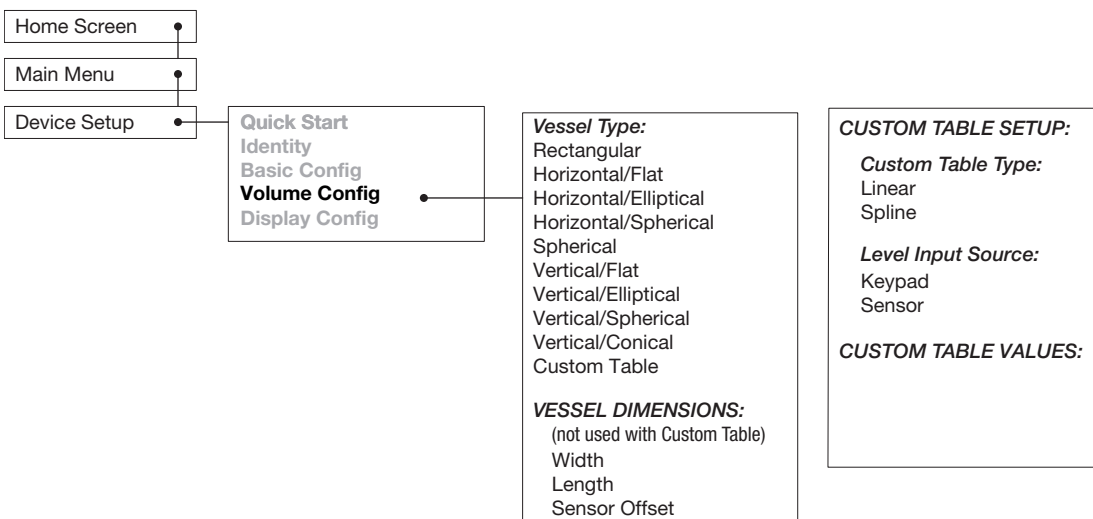 Home Screen
Main Menu
Device Setup
Quick Start
Identity
Basic Config
Volume Config
Display Config
Vessel Type:
Rectangular
Horizontal/Flat
Horizontal/Elliptical
Horizontal/Spherical
Spherical
Vertical/Flat
Vertical/Elliptical
Vertical/Spherical
Vertical/Conical
Custom Table
VESSEL DIMENSIONS:
(not used with Custom Table)
Width
Length
Sensor Offset
CUSTOM TABLE SETUP:
Custom Table Type:
Linear
Spline
Level Input Source:
Keypad
Sensor
CUSTOM TABLE VALUES: